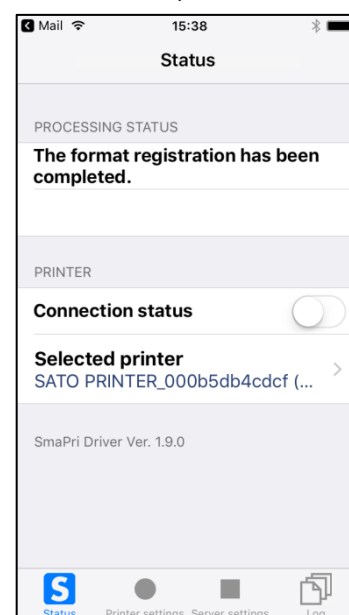 Mail 15:38
Status
PROCESSING STATUS
The format registration has been
completed.
PRINTER
Connection status
Selected printer
SATO PRINTER_000b5db4cdcf (...
SmaPri Driver Ver. 1.9.0
S
Status Printer settings Server settings Log